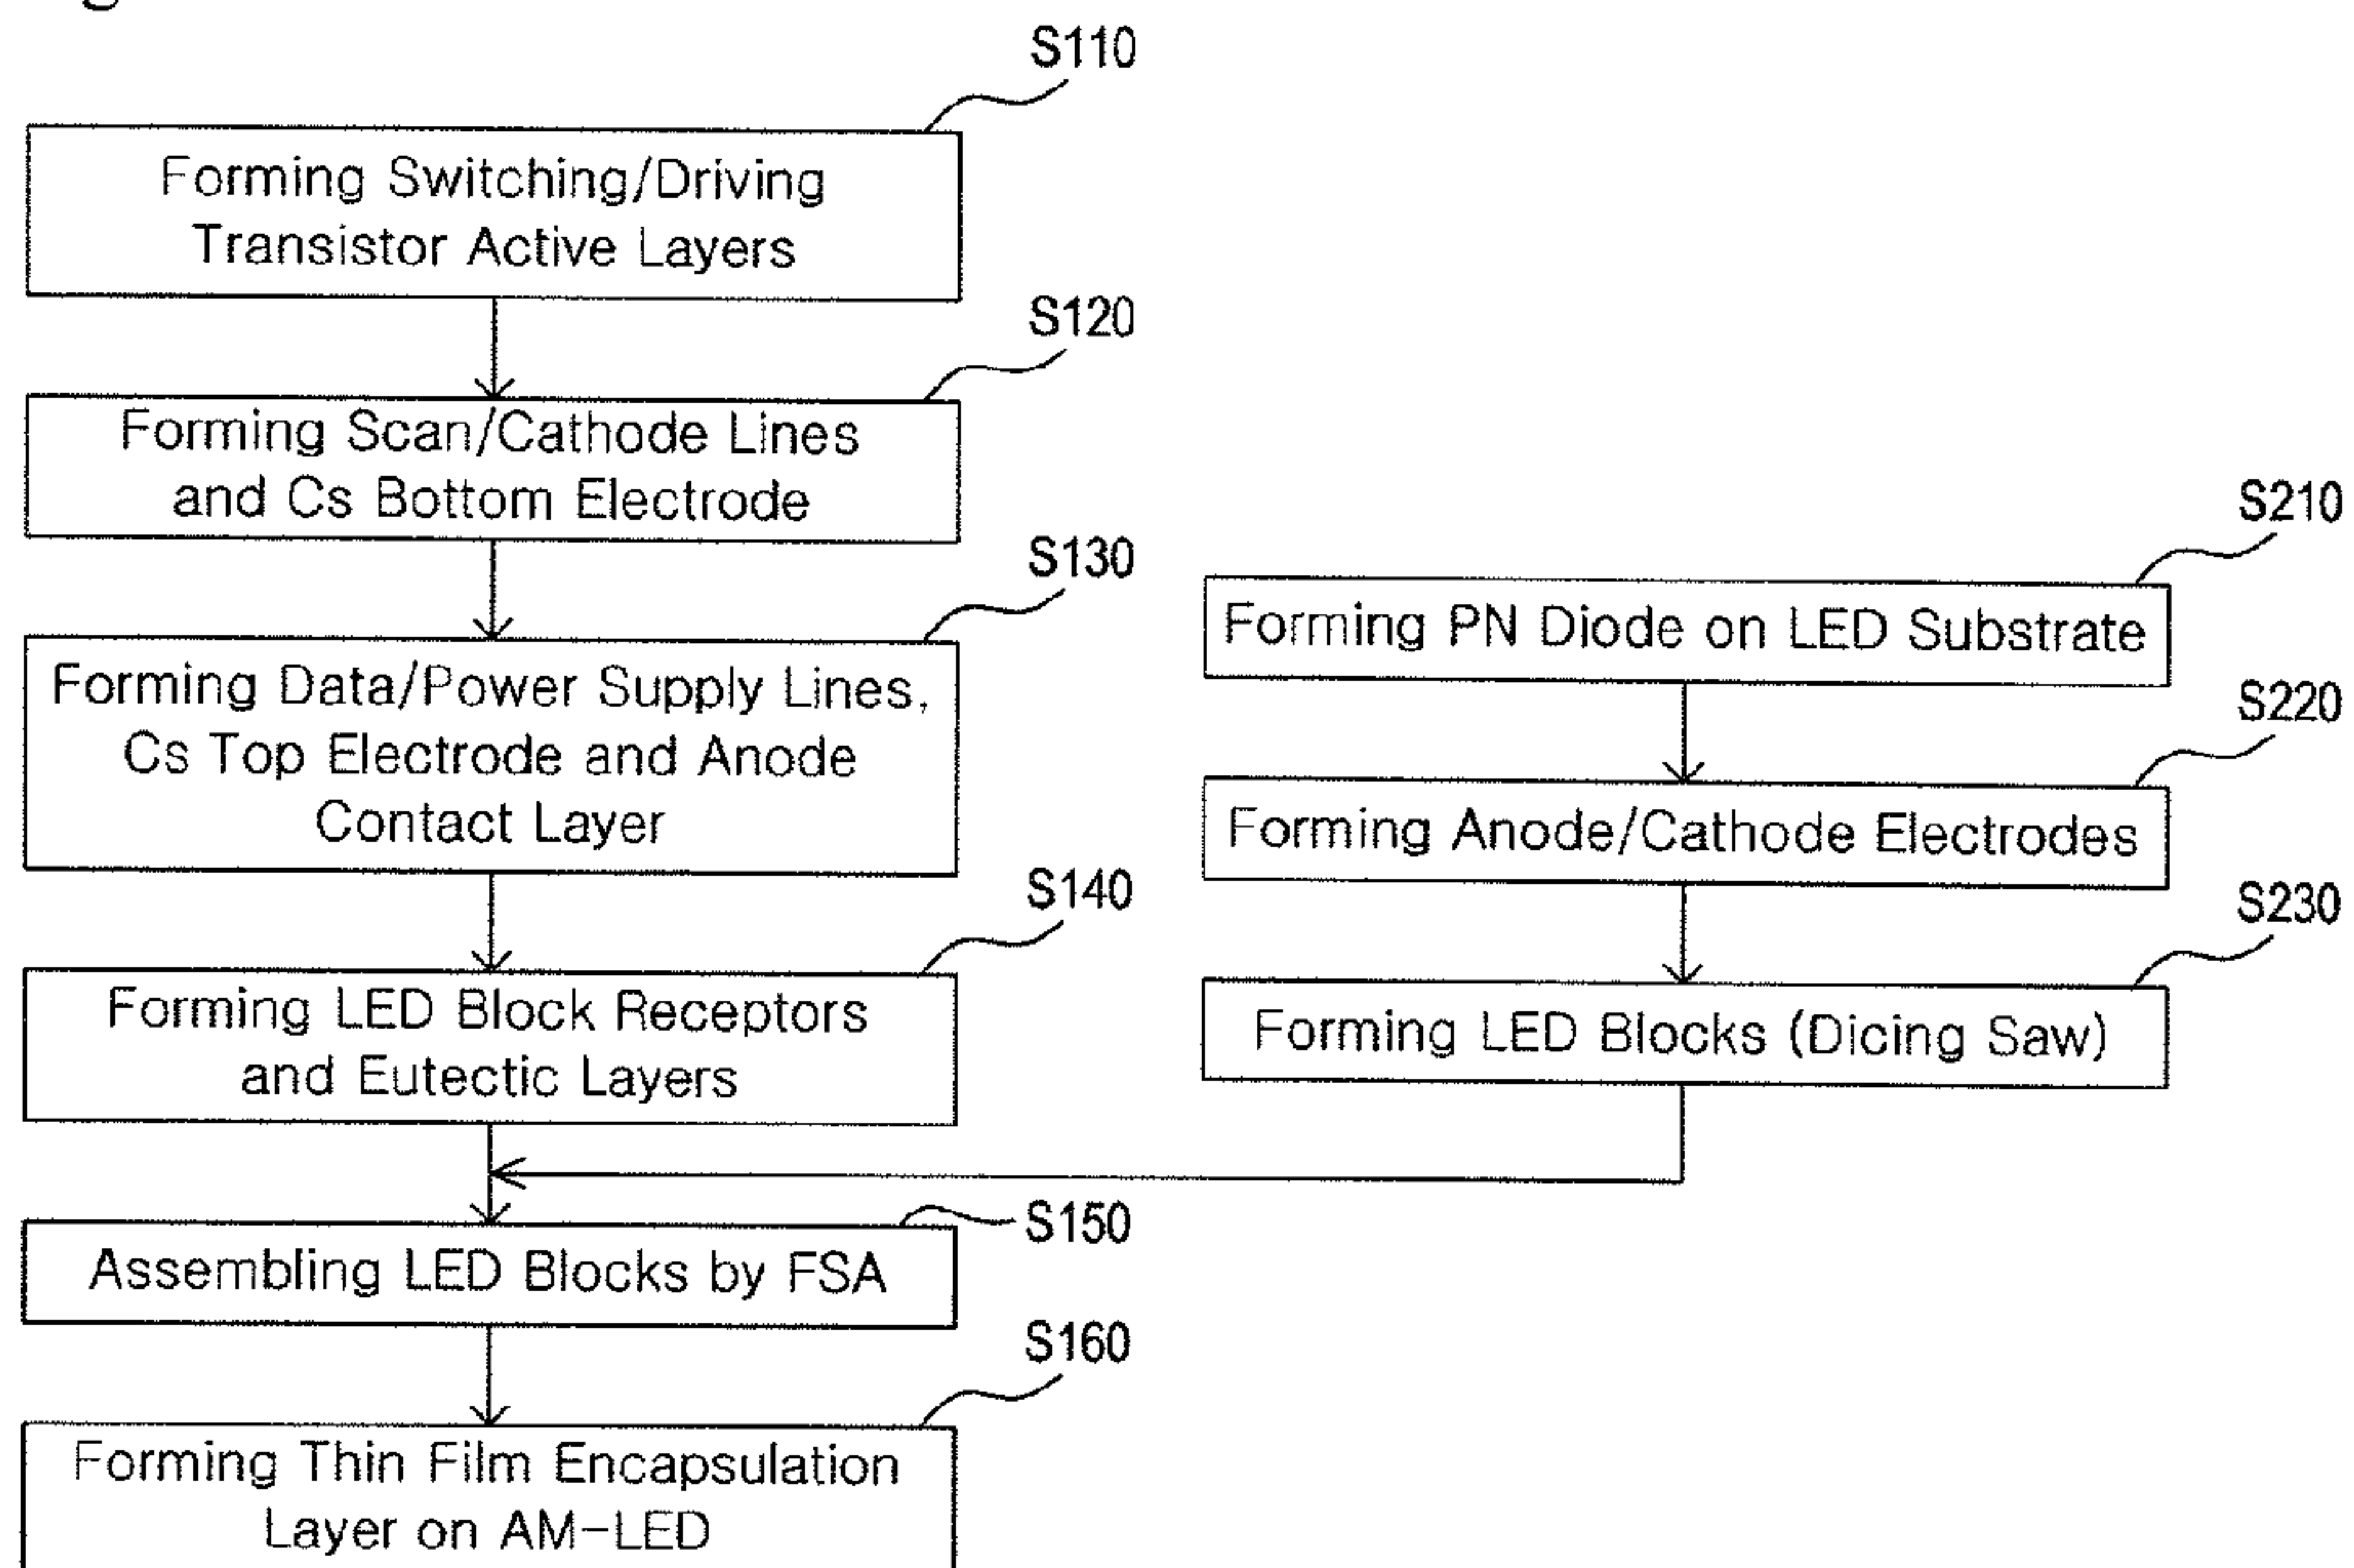 S110
Forming Switching/Driving
Transistor Active Layers
S120
Forming Scan/Cathode Lines
and Cs Bottom Electrode
S130
Forming Data/Power Supply Lines,
Cs Top Electrode and Anode
Contact Layer
S140
Forming LED Block Receptors
and Eutectic Layers
S210
Forming PN Diode on LED Substrate
S220
Forming Anode/Cathode Electrodes
S230
Forming LED Blocks (Dicing Saw)
S150
Assembling LED Blocks by FSA
S160
Forming Thin Film Encapsulation
Layer on AM-LED